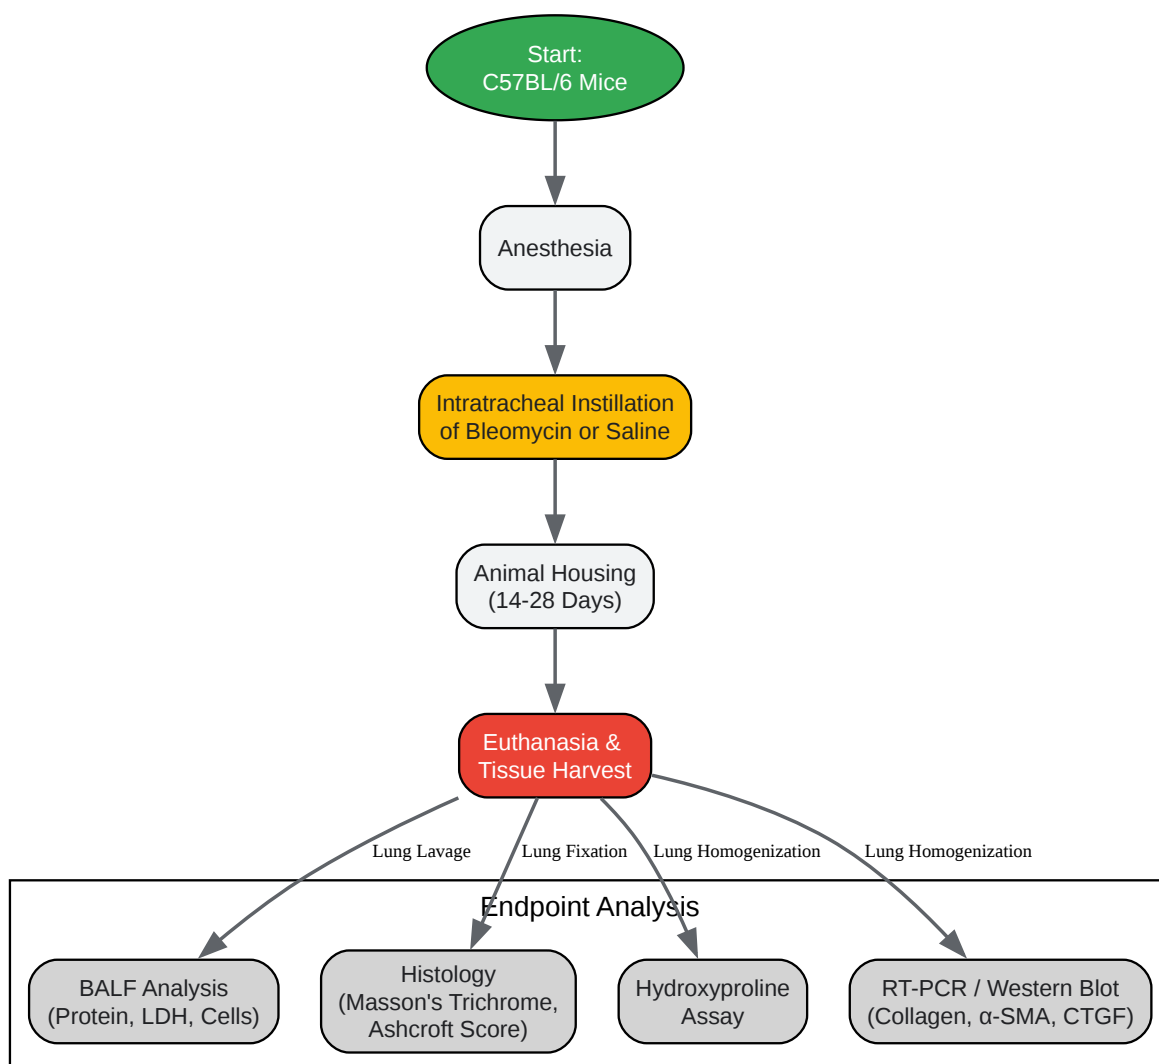 Start:
C57BL/6 Mice
Anesthesia
Intratracheal Instillation
of Bleomycin or Saline
Animal Housing
(14-28 Days)
Euthanasia &
Tissue Harvest
Lung Lavage
Lung Fixation
Lung Homogenization
Lung Homogenization
Endpoint Analysis
BALF Analysis
(Protein, LDH, Cells)
Histology
(Masson's Trichrome,
Ashcroft Score)
Hydroxyproline
Assay
RT-PCR / Western Blot
(Collagen, α-SMA, CTGF)